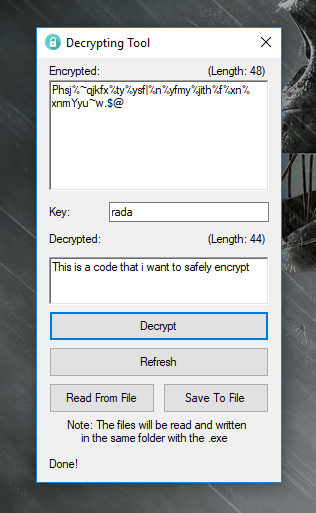 Decrypting Tool
Encrypted: (Length: 48)
Phsj%~qjkfx%ty%ysf|%n%yfmy%jith%f%xn%
xnmYyu~w.$@
Key: rada
Decrypted: (Length: 44)
This is a code that i want to safely encrypt
Decrypt
Refresh
Read From File Save To File
Note: The files will be read and written
in the same folder with the .exe
Done!